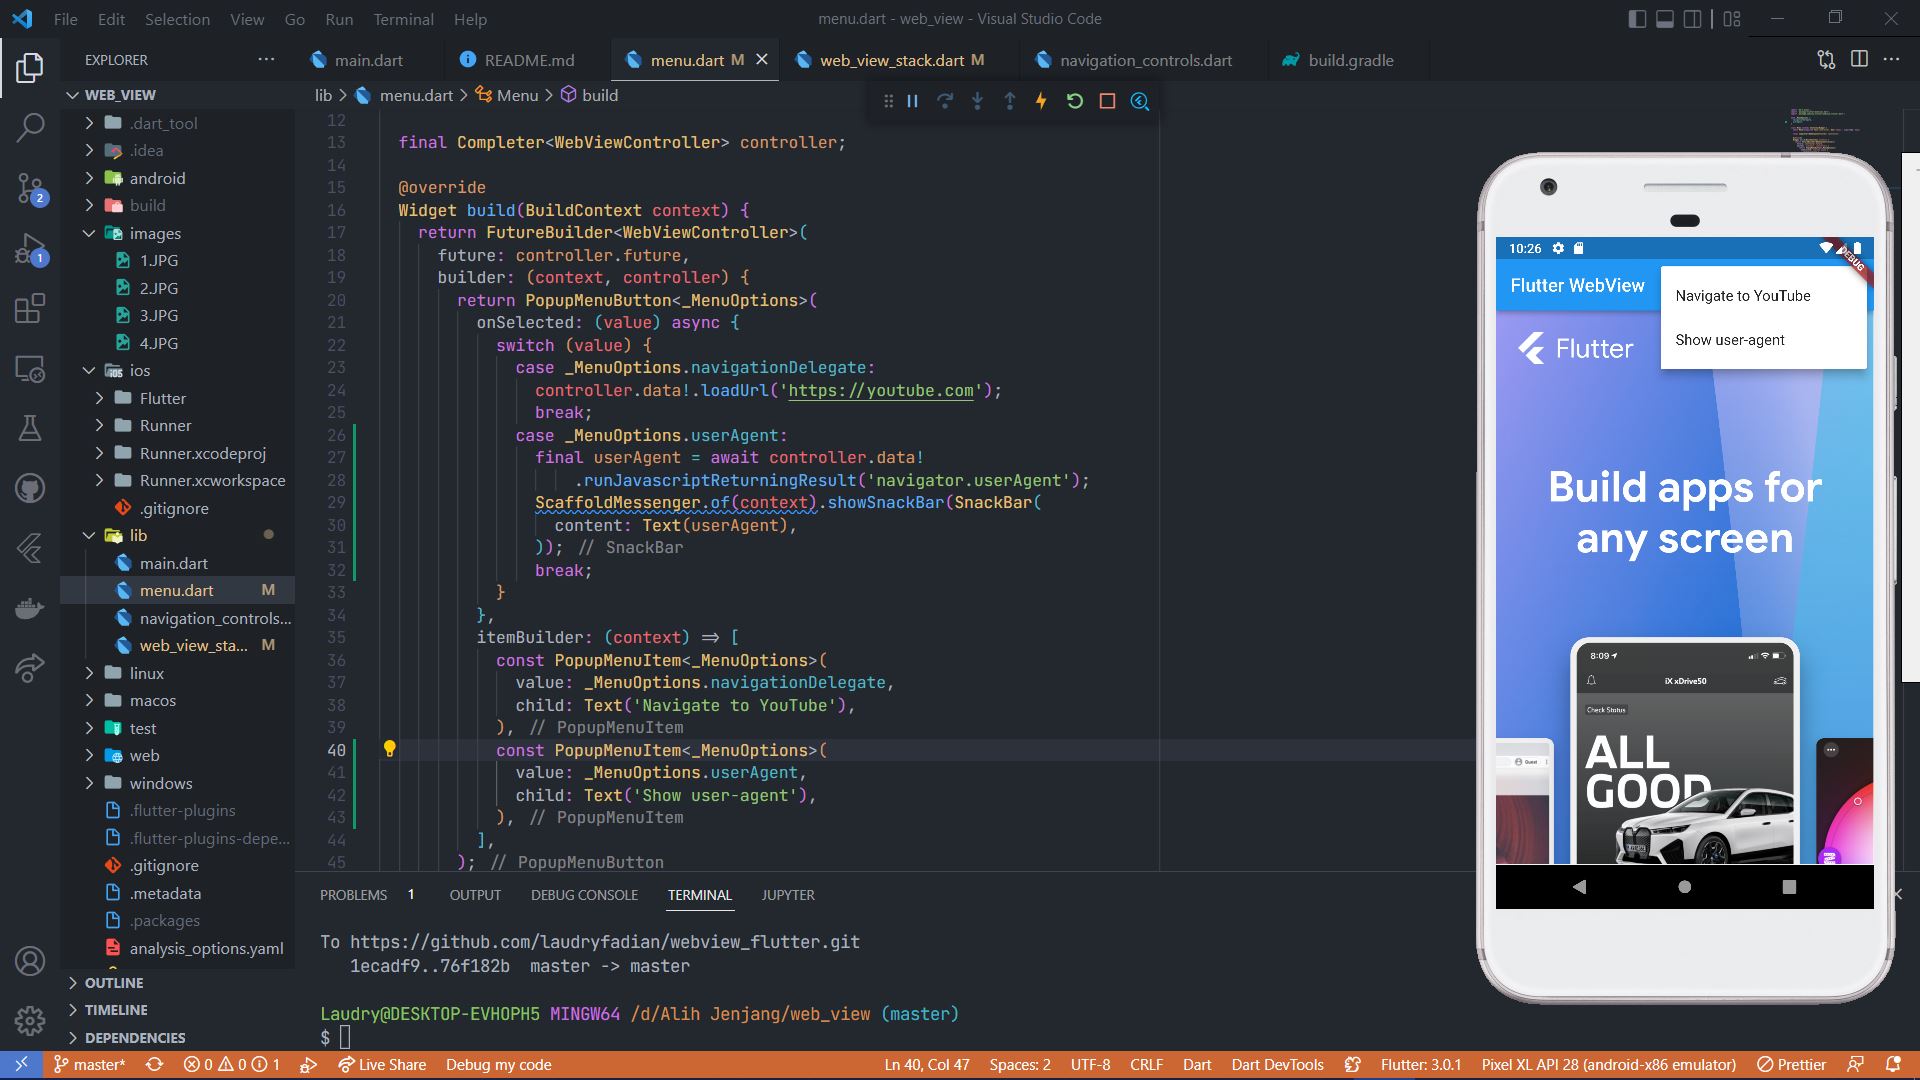 File Edit Selection View Go Run Terminal Help
menu.dart - web_view - Visual Studio Code
EXPLORER
main.dart
README.md
menu.dart M
web_view_stack.dart M
navigation_controls.dart
build.gradle
WEB_VIEW
.dart_tool
.idea
android
build
images
1.JPG
2.JPG
3.JPG
4.JPG
ios
Flutter
Runner
Runner.xcodeproj
Runner.xcworkspace
.gitignore
lib
main.dart
menu.dart M
navigation_controls...
web_view_sta... M
linux
macos
test
web
windows
.flutter-plugins
.flutter-plugins-depe...
.gitignore
.metadata
.packages
analysis_options.yaml
OUTLINE
TIMELINE
DEPENDENCIES
2
1
lib > menu.dart > Menu > build
12
13 final Completer<WebViewController> controller;
14
15 @override
16 Widget build(BuildContext context) {
17 return FutureBuilder<WebViewController>(
18 future: controller.future,
19 builder: (context, controller) {
20 return PopupMenuButton<_MenuOptions>(
21 onSelected: (value) async {
22 switch (value) {
23 case _MenuOptions.navigationDelegate:
24 controller.data!.loadUrl('https://youtube.com');
25 break;
26 case _MenuOptions.userAgent:
27 final userAgent = await controller.data!
28 .runJavascriptReturningResult('navigator.userAgent');
29 ScaffoldMessenger.of(context).showSnackBar(SnackBar(
30 content: Text(userAgent),
31 )); // SnackBar
32 break;
33 }
34 },
35 itemBuilder: (context) => [
36 const PopupMenuItem<_MenuOptions>(
37 value: _MenuOptions.navigationDelegate,
38 child: Text('Navigate to YouTube'),
39 ), // PopupMenuItem
40 const PopupMenuItem<_MenuOptions>(
41 value: _MenuOptions.userAgent,
42 child: Text('Show user-agent'),
43 ), // PopupMenuItem
44 ],
45 ); // PopupMenuButton
10:26
DEBUG
Flutter WebView
Navigate to YouTube
Show user-agent
Flutter
Build apps for
any screen
8:09
iX xDrive50
Check Status
ALL
GOOD
Guest
PROBLEMS 1 OUTPUT DEBUG CONSOLE TERMINAL JUPYTER
To https://github.com/laudryfadian/webview_flutter.git
1ecadf9..76f182b master -> master
Laudry@DESKTOP-EVHOPH5 MINGW64 /d/Alih Jenjang/web_view (master)
$
master* 0 0 1 Live Share Debug my code Ln 40, Col 47 Spaces: 2 UTF-8 CRLF Dart Dart DevTools Flutter: 3.0.1 Pixel XL API 28 (android-x86 emulator) Prettier